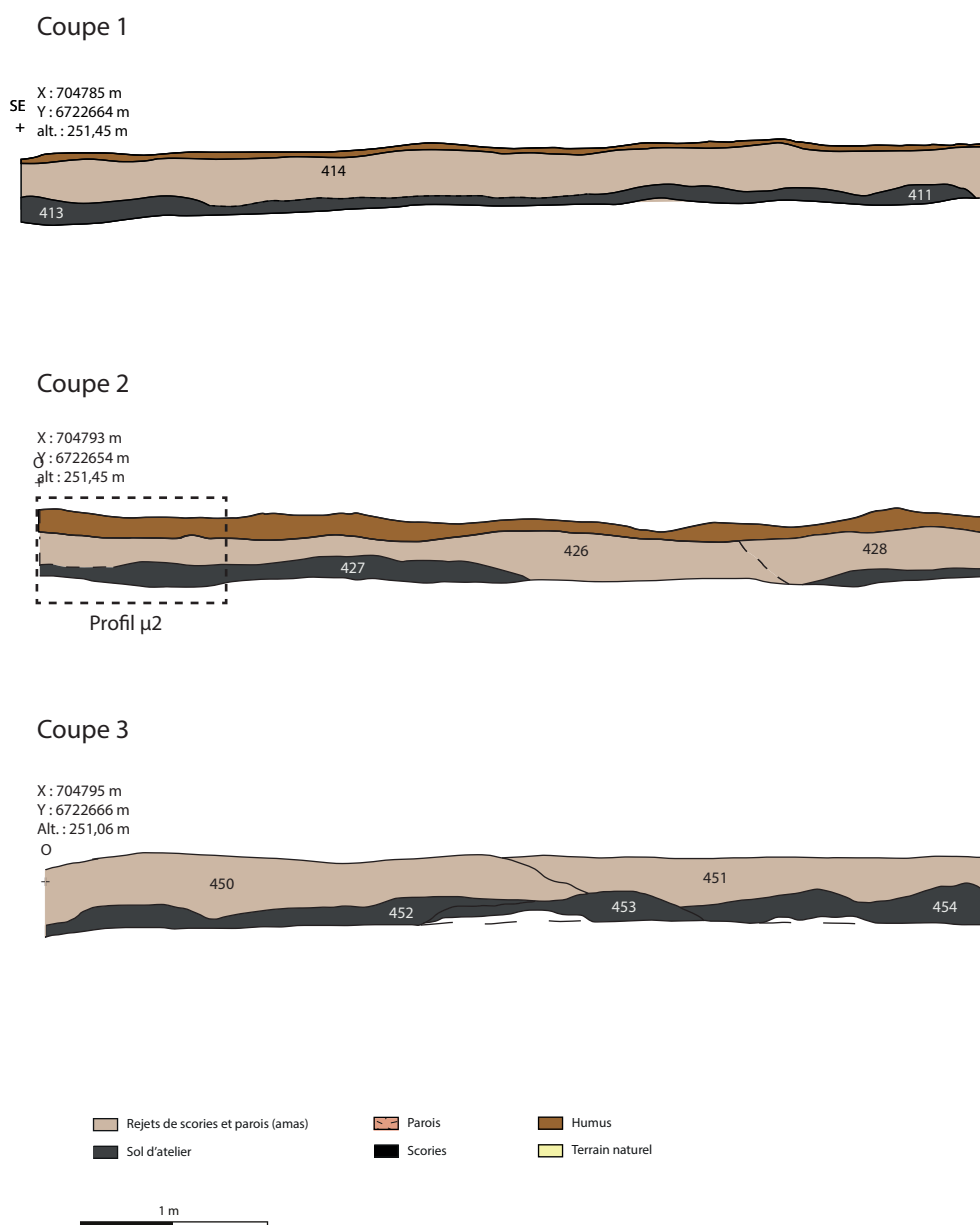 Coupe 1
X : 704785 m
SE
Y : 6722664 m
+
alt. : 251,45 m
414
413
411
Coupe 2
X : 704793 m
O
Y : 6722654 m
+
alt : 251,45 m
426
428
427
Profil µ2
Coupe 3
X : 704795 m
Y : 6722666 m
Alt. : 251,06 m
O
+
450
451
452
453
454
Rejets de scories et parois (amas)
Parois
Humus
Sol d’atelier
Scories
Terrain naturel
1 m